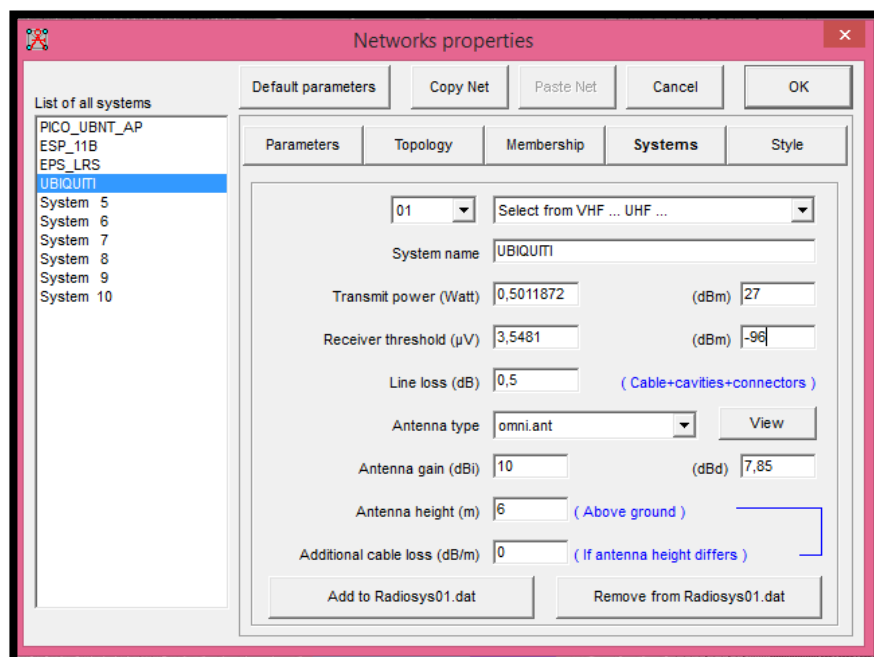 Networks properties
×
Default parameters Copy Net Paste Net Cancel OK
List of all systems
PICO_UBNT_AP
ESP_11B
EPS_LRS
UBIQUITI
System 5
System 6
System 7
System 8
System 9
System 10
Parameters Topology Membership Systems Style
01 Select from VHF ... UHF ...
System name UBIQUITI
Transmit power (Watt) 0,5011872 (dBm) 27
Receiver threshold (µV) 3,5481 (dBm) -96
Line loss (dB) 0,5 ( Cable+cavities+connectors )
Antenna type omni.ant View
Antenna gain (dBi) 10 (dBd) 7,85
Antenna height (m) 6 ( Above ground )
Additional cable loss (dB/m) 0 ( If antenna height differs )
Add to Radiosys01.dat Remove from Radiosys01.dat